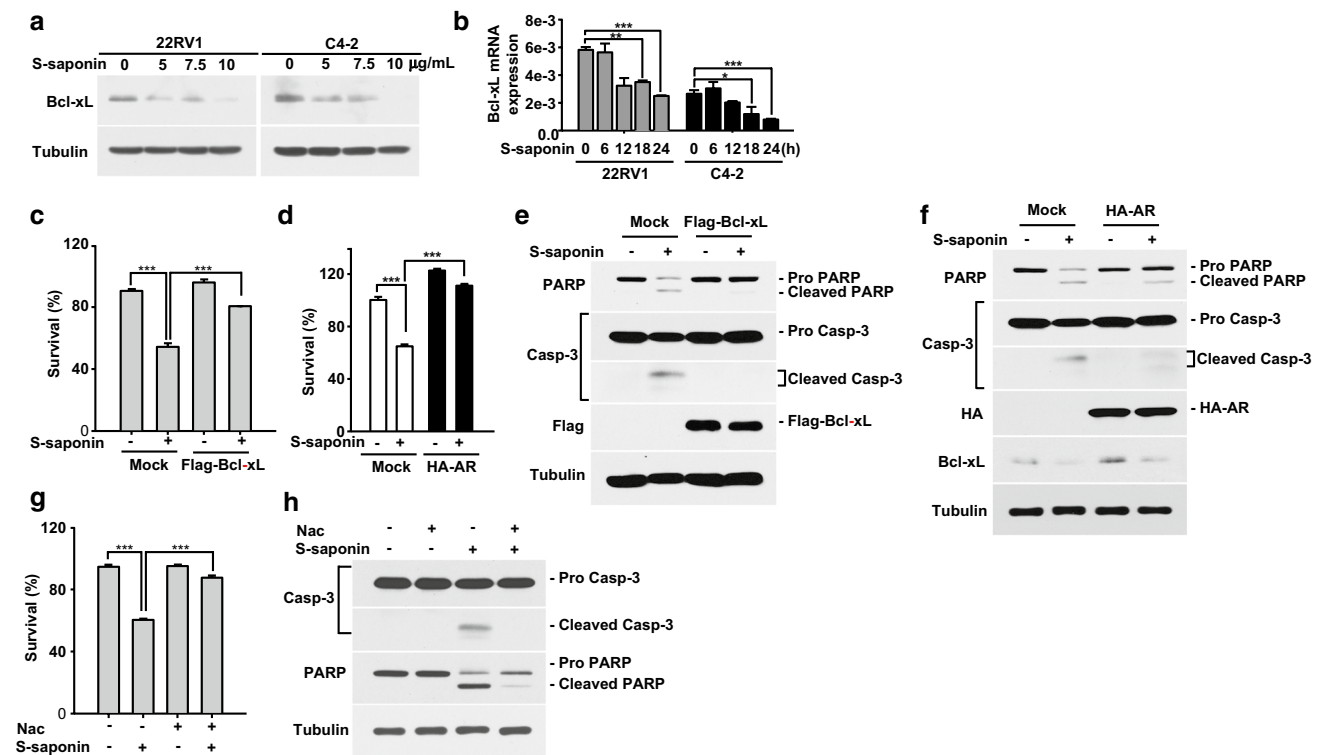 a
22RV1 C4-2
S-saponin 0 5 7.5 10 0 5 7.5 10 μg/mL
Bcl-xL
Tubulin
b
Bcl-xL mRNA
expression
8e-3
6e-3
4e-3
2e-3
0.0
***
**
***
*
S-saponin 0 6 12 18 24 0 6 12 18 24(h)
22RV1 C4-2
c
Survival (%)
120
80
40
0
*** ***
S-saponin - + - +
Mock Flag-Bcl-xL
d
Survival (%)
120
80
40
0
*** ***
S-saponin - + - +
Mock HA-AR
e
Mock Flag-Bcl-xL
S-saponin - + - +
PARP - Pro PARP
- Cleaved PARP
Casp-3 - Pro Casp-3
Cleaved Casp-3
Flag - Flag-Bcl-xL
Tubulin
f
Mock HA-AR
S-saponin - + - +
PARP - Pro PARP
- Cleaved PARP
Casp-3 - Pro Casp-3
Cleaved Casp-3
HA - HA-AR
Bcl-xL
Tubulin
g
Survival (%)
120
80
40
0
*** ***
Nac - - + +
S-saponin - + - +
h
Nac - + - +
S-saponin - - + +
Casp-3 - Pro Casp-3
- Cleaved Casp-3
PARP - Pro PARP
- Cleaved PARP
Tubulin